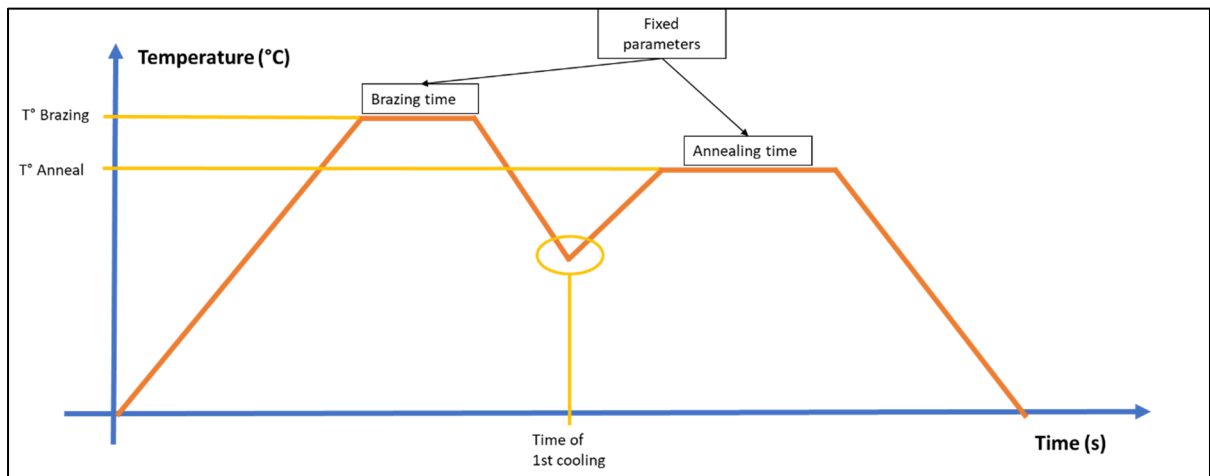 Fixed
parameters
Temperature (°C)
Brazing time
T° Brazing
Annealing time
T° Anneal
Time of
1st cooling
Time (s)